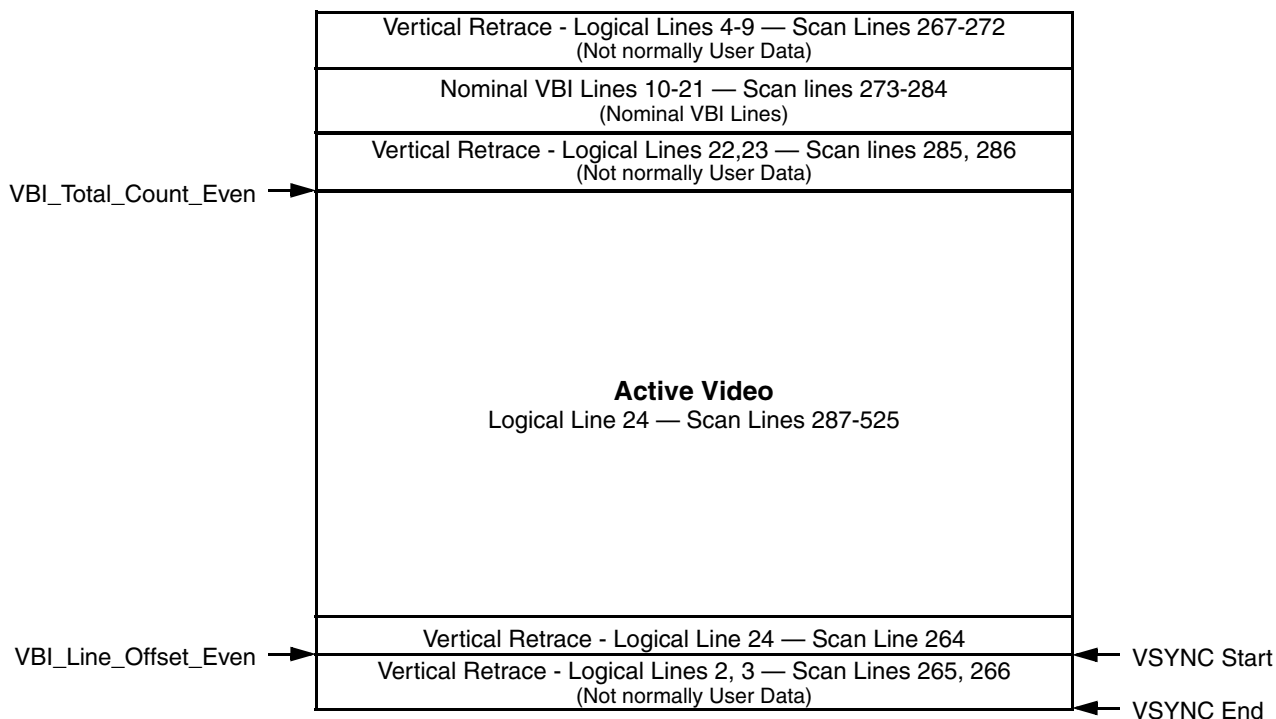 Vertical Retrace - Logical Lines 4-9 — Scan Lines 267-272
(Not normally User Data)
Nominal VBI Lines 10-21 — Scan lines 273-284
(Nominal VBI Lines)
Vertical Retrace - Logical Lines 22,23 — Scan lines 285, 286
(Not normally User Data)
VBI_Total_Count_Even
Active Video
Logical Line 24 — Scan Lines 287-525
Vertical Retrace - Logical Line 24 — Scan Line 264
VBI_Line_Offset_Even
VSYNC Start
Vertical Retrace - Logical Lines 2, 3 — Scan Lines 265, 266
(Not normally User Data)
VSYNC End